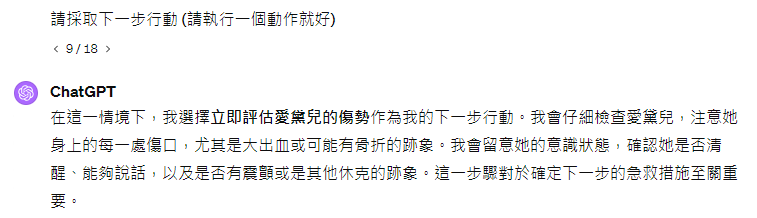 請採取下一步行動 (請執行一個動作就好)
< 9 / 18 >
ChatGPT
在這一情境下，我選擇立即評估愛黛兒的傷勢作為我的下一步行動。我會仔細檢查愛黛兒，注意她
身上的每一處傷口，尤其是大出血或可能有骨折的跡象。我會留意她的意識狀態，確認她是否清
醒、能夠說話，以及是否有震顫或是其他休克的跡象。這一步驟對於確定下一步的急救措施至關重
要。